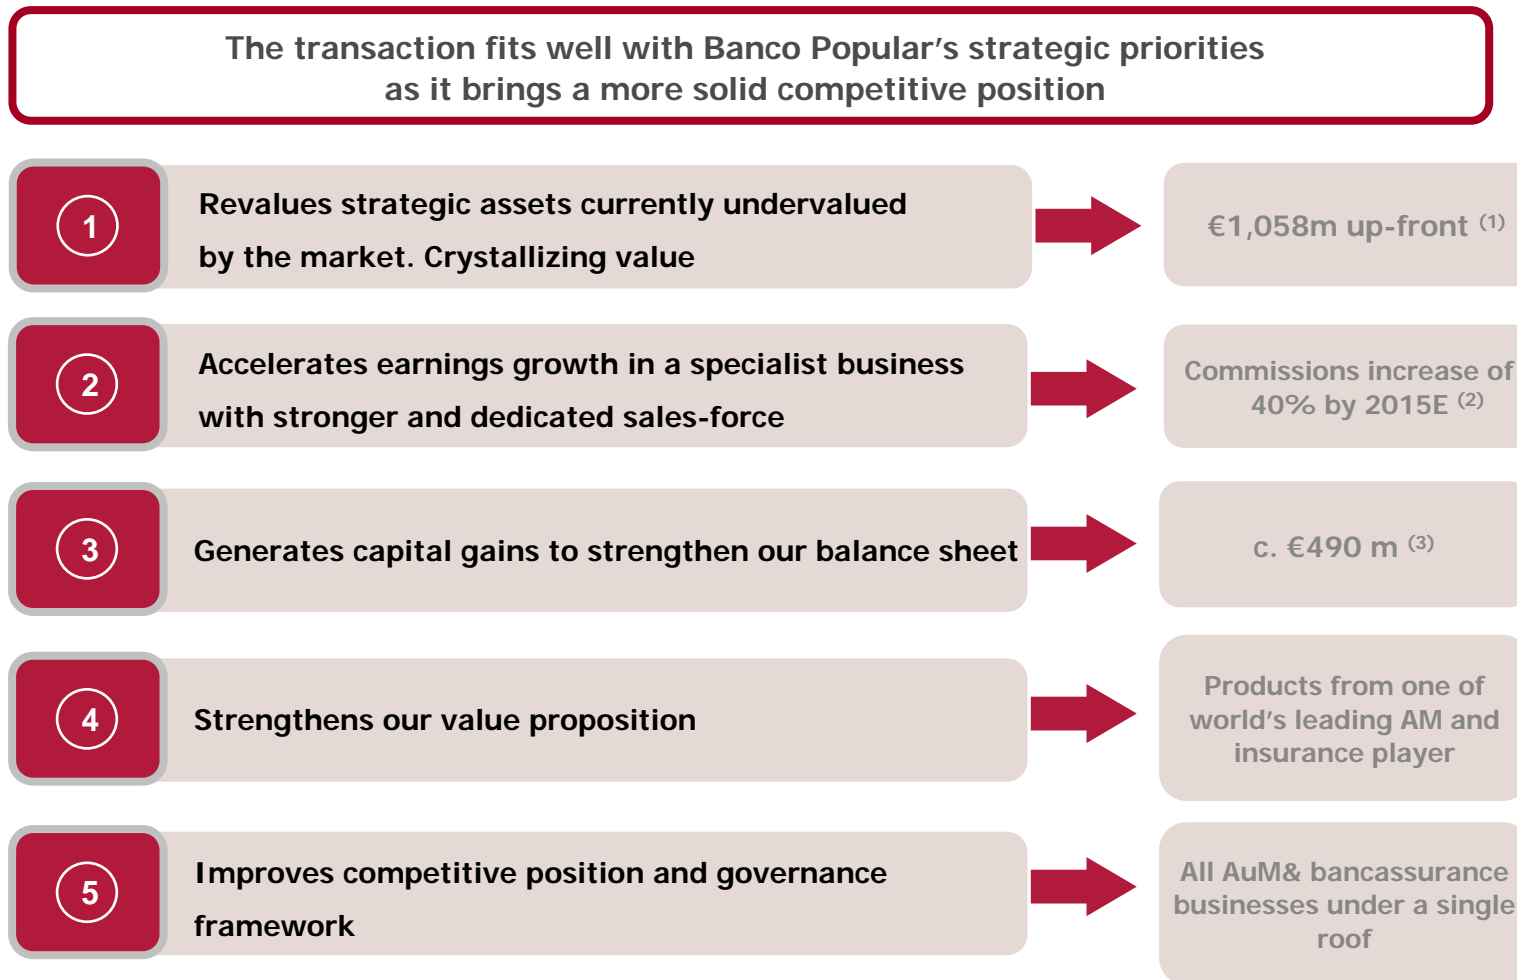 The transaction fits well with Banco Popular's strategic priorities
as it brings a more solid competitive position
1
Revalues strategic assets currently undervalued
by the market. Crystallizing value
€1,058m up-front (1)
2
Accelerates earnings growth in a specialist business
with stronger and dedicated sales-force
Commissions increase of
40% by 2015E (2)
3
Generates capital gains to strengthen our balance sheet
c. €490 m (3)
4
Strengthens our value proposition
Products from one of
world's leading AM and
insurance player
5
Improves competitive position and governance
framework
All AuM& bancassurance
businesses under a single
roof